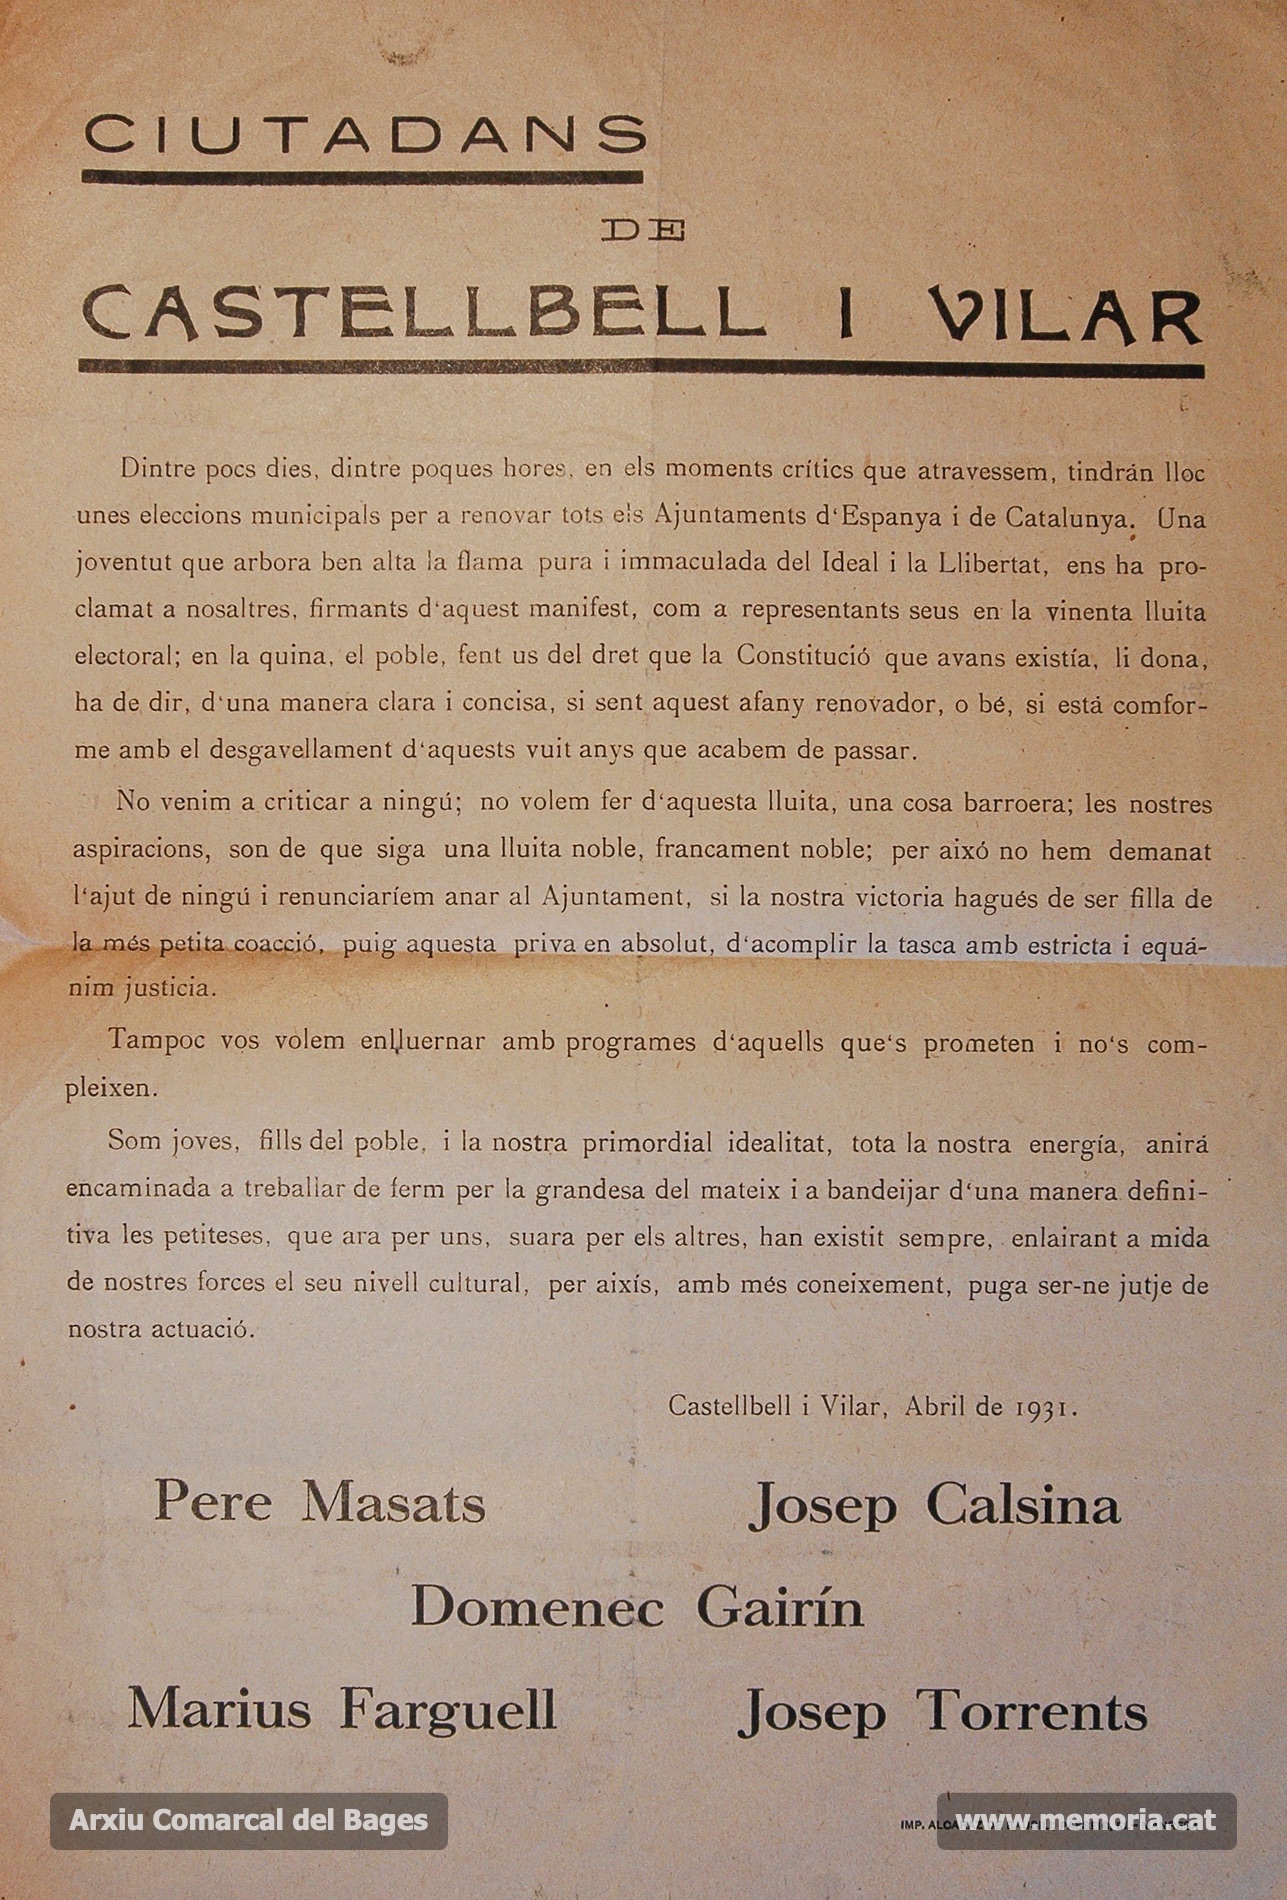 CIUTADANS
DE
CASTELLBELL I VILAR
Dintre pocs dies, dintre poques hores, en els moments crítics que atravessem, tindrán lloc
unes eleccions municipals per a renovar tots els Ajuntaments d‘Espanya i de Catalunya. Una
joventut que arbora ben alta la flama pura i immaculada del Ideal i la Llibertat, ens ha pro-
clamat a nosaltres, firmants d‘aquest manifest, com a representants seus en la vinenta lluita
electoral; en la quina, el poble, fent us del dret que la Constitució que avans existía, li dona,
ha de dir, d‘una manera clara i concisa, si sent aquest afany renovador, o bé, si está comfor-
me amb el desgavellament d‘aquests vuit anys que acabem de passar.
No venim a criticar a ningú; no volem fer d‘aquesta lluita, una cosa barroera; les nostres
aspiracions, son de que siga una lluita noble, francament noble; per aixó no hem demanat
l‘ajut de ningú i renunciaríem anar al Ajuntament, si la nostra victoria hagués de ser filla de
la més petita coacció, puig aquesta priva en absolut, d‘acomplir la tasca amb estricta i equá-
nim justicia.
Tampoc vos volem enlluernar amb programes d‘aquells que‘s prometen i no‘s com-
pleixen.
Som joves, fills del poble, i la nostra primordial idealitat, tota la nostra energía, anirá
encaminada a treballar de ferm per la grandesa del mateix i a bandeijar d‘una manera defini-
tiva les petiteses, que ara per uns, suara per els altres, han existit sempre, enlairant a mida
de nostres forces el seu nivell cultural, per aixís, amb més coneixement, puga ser-ne jutje de
nostra actuació.
Castellbell i Vilar, Abril de 1931.
Pere Masats Josep Calsina
Domenec Gairín
Marius Farguell Josep Torrents
Arxiu Comarcal del Bages
IMP.
www.memoria.cat